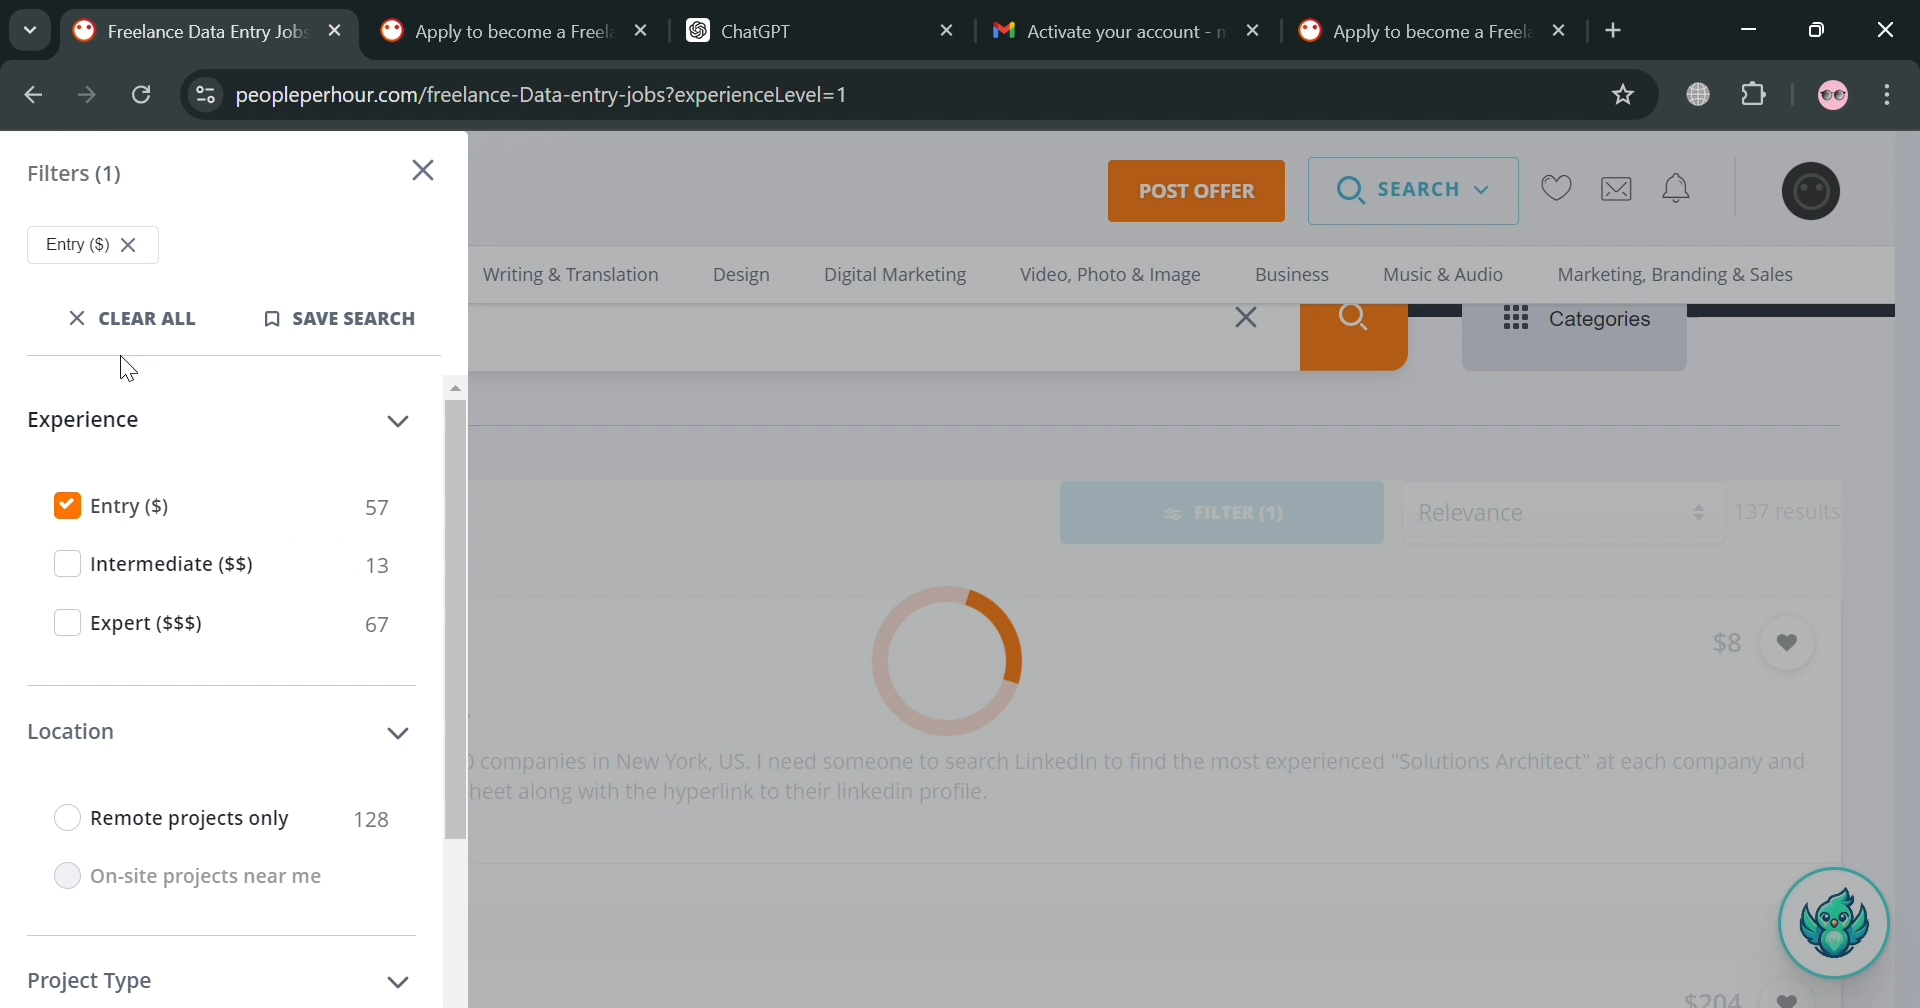 Freelance Data Entry Jobs
Apply to become a Freela
ChatGPT
Activate your account - m
Apply to become a Freela
peopleperhour.com/freelance-Data-entry-jobs?experienceLevel=1
Filters (1)
Entry ($)
CLEAR ALL
SAVE SEARCH
POST OFFER
SEARCH
Writing & Translation
Design
Digital Marketing
Video, Photo & Image
Business
Music & Audio
Marketing, Branding & Sales
Categories
Experience
Entry ($) 57
Intermediate ($$) 13
Expert ($$$) 67
FILTER (1)
Relevance
137 results
$8
Location
companies in New York, US. I need someone to search LinkedIn to find the most experienced "Solutions Architect" at each company and
heet along with the hyperlink to their linkedin profile.
Remote projects only 128
On-site projects near me
Project Type
$204